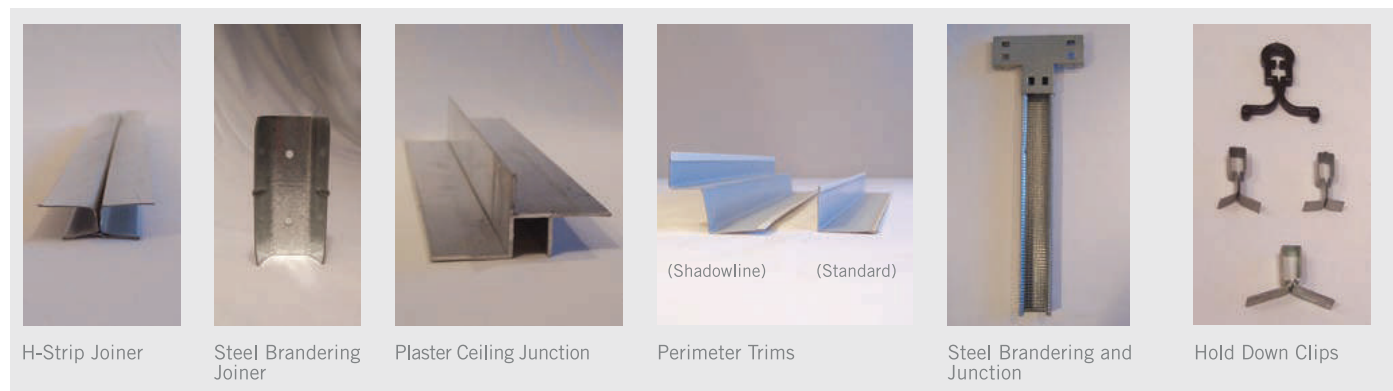 (Shadowline)
(Standard)
H-Strip Joiner
Steel Brandering
Joiner
Plaster Ceiling Junction
Perimeter Trims
Steel Brandering and
Junction
Hold Down Clips